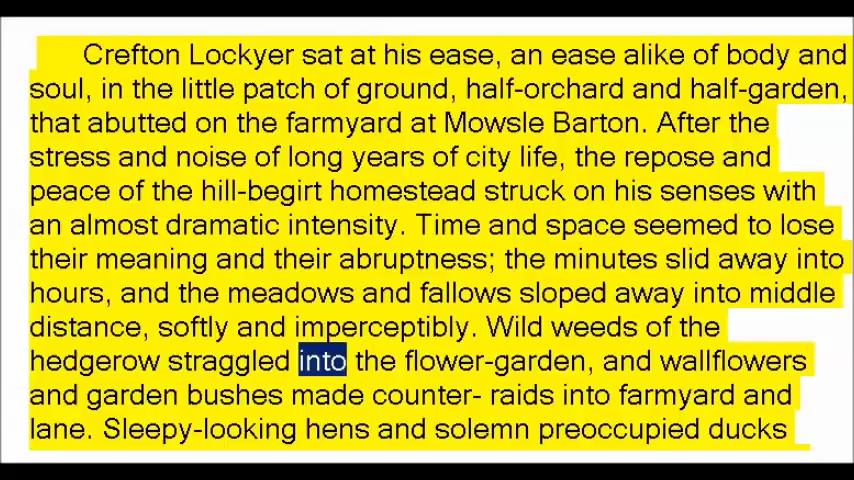 Crefton Lockyer sat at his ease, an ease alike of body and
soul, in the little patch of ground, half-orchard and half-garden,
that abutted on the farmyard at Mowsle Barton. After the
stress and noise of long years of city life, the repose and
peace of the hill-begirt homestead struck on his senses with
an almost dramatic intensity. Time and space seemed to lose
their meaning and their abruptness; the minutes slid away into
hours, and the meadows and fallows sloped away into middle
distance, softly and imperceptibly. Wild weeds of the
hedgerow straggled into the flower-garden, and wallflowers
and garden bushes made counter- raids into farmyard and
lane. Sleepy-looking hens and solemn preoccupied ducks